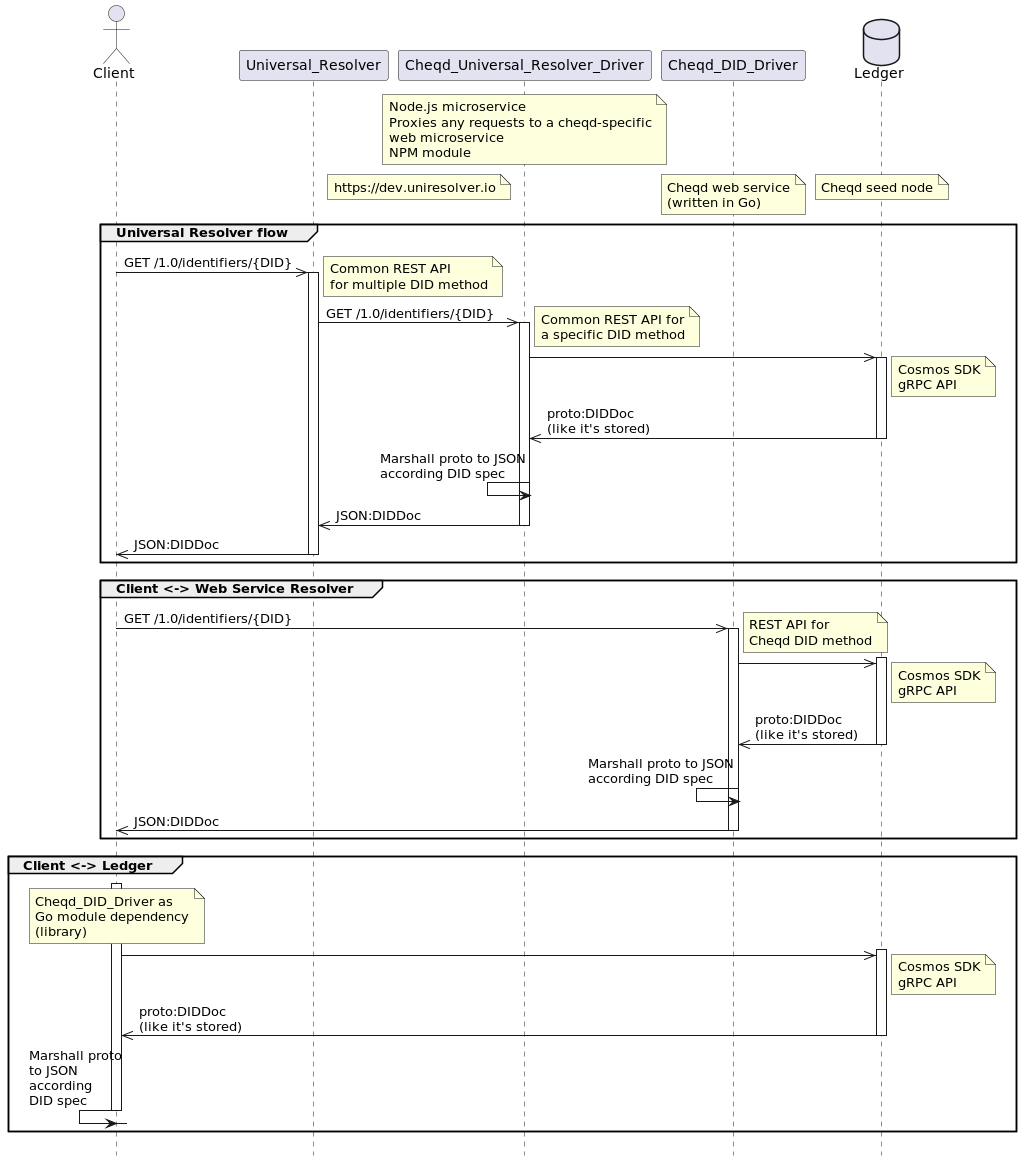 Client
Universal_Resolver
Cheqd_Universal_Resolver_Driver
Cheqd_DID_Driver
Ledger
Node.js microservice
Proxies any requests to a cheqd-specific
web microservice
NPM module
https://dev.uniresolver.io
Cheqd web service
(written in Go)
Cheqd seed node
Universal Resolver flow
GET /1.0/identifiers/{DID}
Common REST API
for multiple DID method
GET /1.0/identifiers/{DID}
Common REST API for
a specific DID method
Cosmos SDK
gRPC API
proto:DIDDoc
(like it's stored)
Marshall proto to JSON
according DID spec
JSON:DIDDoc
JSON:DIDDoc
Client <-> Web Service Resolver
GET /1.0/identifiers/{DID}
REST API for
Cheqd DID method
Cosmos SDK
gRPC API
proto:DIDDoc
(like it's stored)
Marshall proto to JSON
according DID spec
JSON:DIDDoc
Client <-> Ledger
Cheqd_DID_Driver as
Go module dependency
(library)
Cosmos SDK
gRPC API
proto:DIDDoc
(like it's stored)
Marshall proto
to JSON
according
DID spec